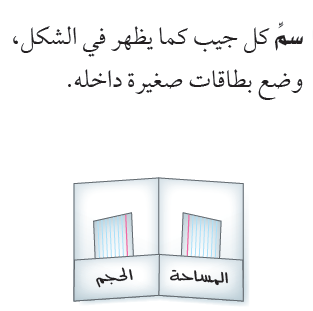 سمِّ كل جيب كما يظهر في الشكل،
وضع بطاقات صغيرة داخله.
المساحة
الحجم